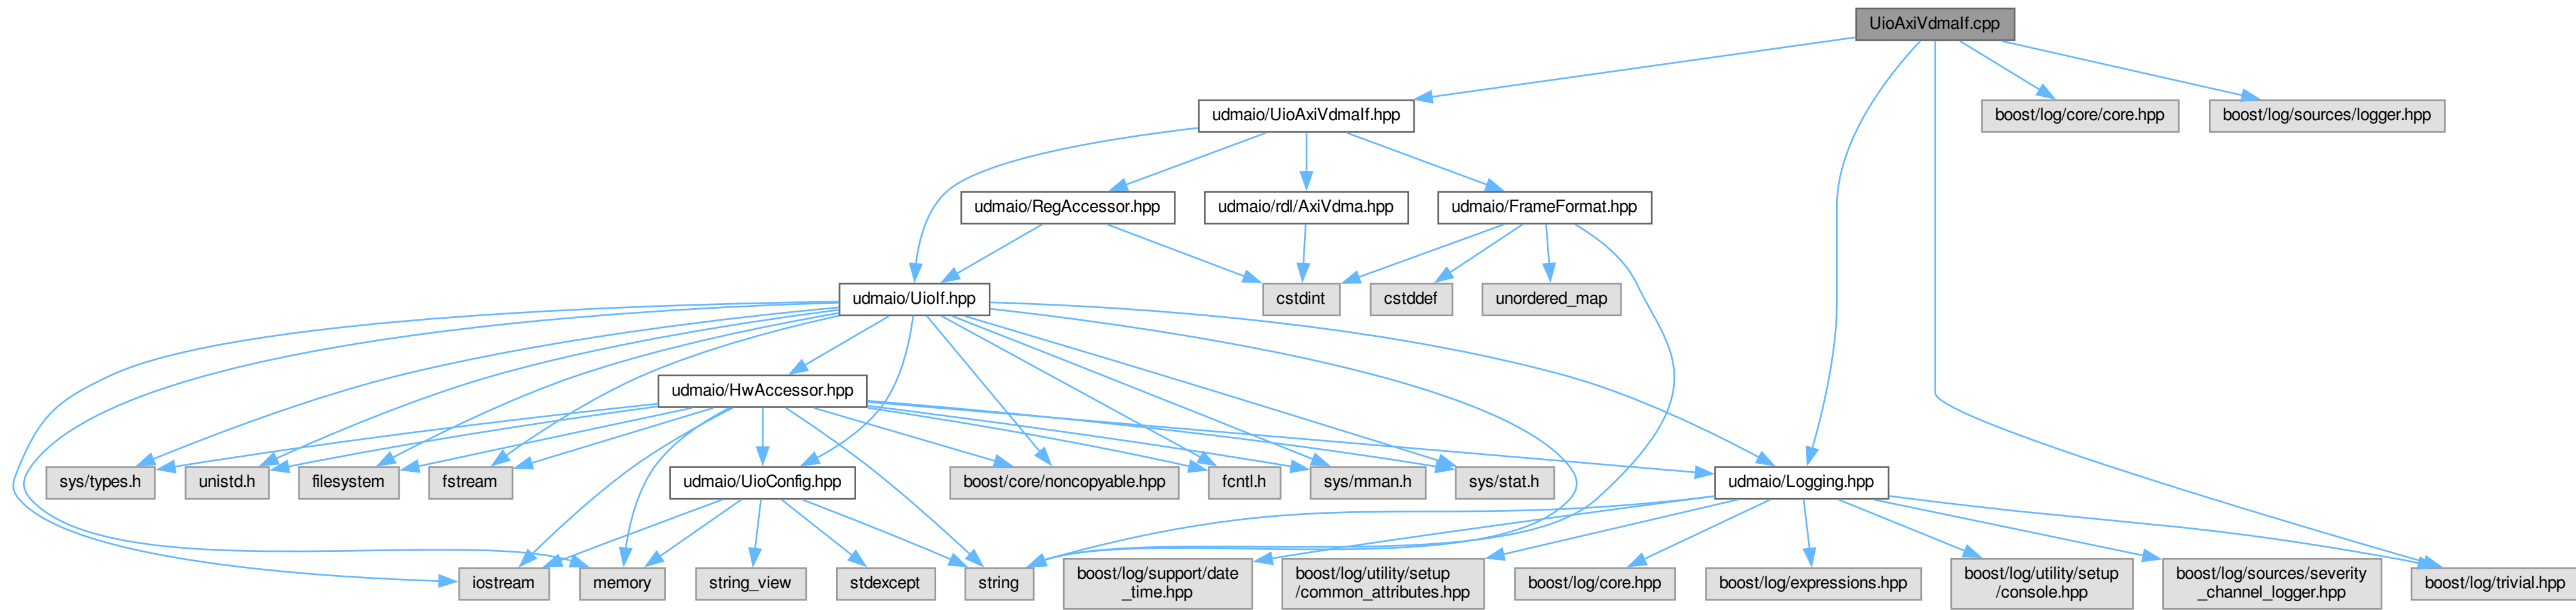 UioAxiVdmaIf.cpp
udmaio/UioAxiVdmaIf.hpp
boost/log/core/core.hpp
boost/log/sources/logger.hpp
udmaio/RegAccessor.hpp
udmaio/rdl/AxiVdma.hpp
udmaio/FrameFormat.hpp
udmaio/UioIf.hpp
cstdint
cstddef
unordered_map
udmaio/HwAccessor.hpp
sys/types.h
unistd.h
filesystem
fstream
udmaio/UioConfig.hpp
boost/core/noncopyable.hpp
fcntl.h
sys/mman.h
sys/stat.h
udmaio/Logging.hpp
iostream
memory
string_view
stdexcept
string
boost/log/support/date
_time.hpp
boost/log/utility/setup
/common_attributes.hpp
boost/log/core.hpp
boost/log/expressions.hpp
boost/log/utility/setup
/console.hpp
boost/log/sources/severity
_channel_logger.hpp
boost/log/trivial.hpp